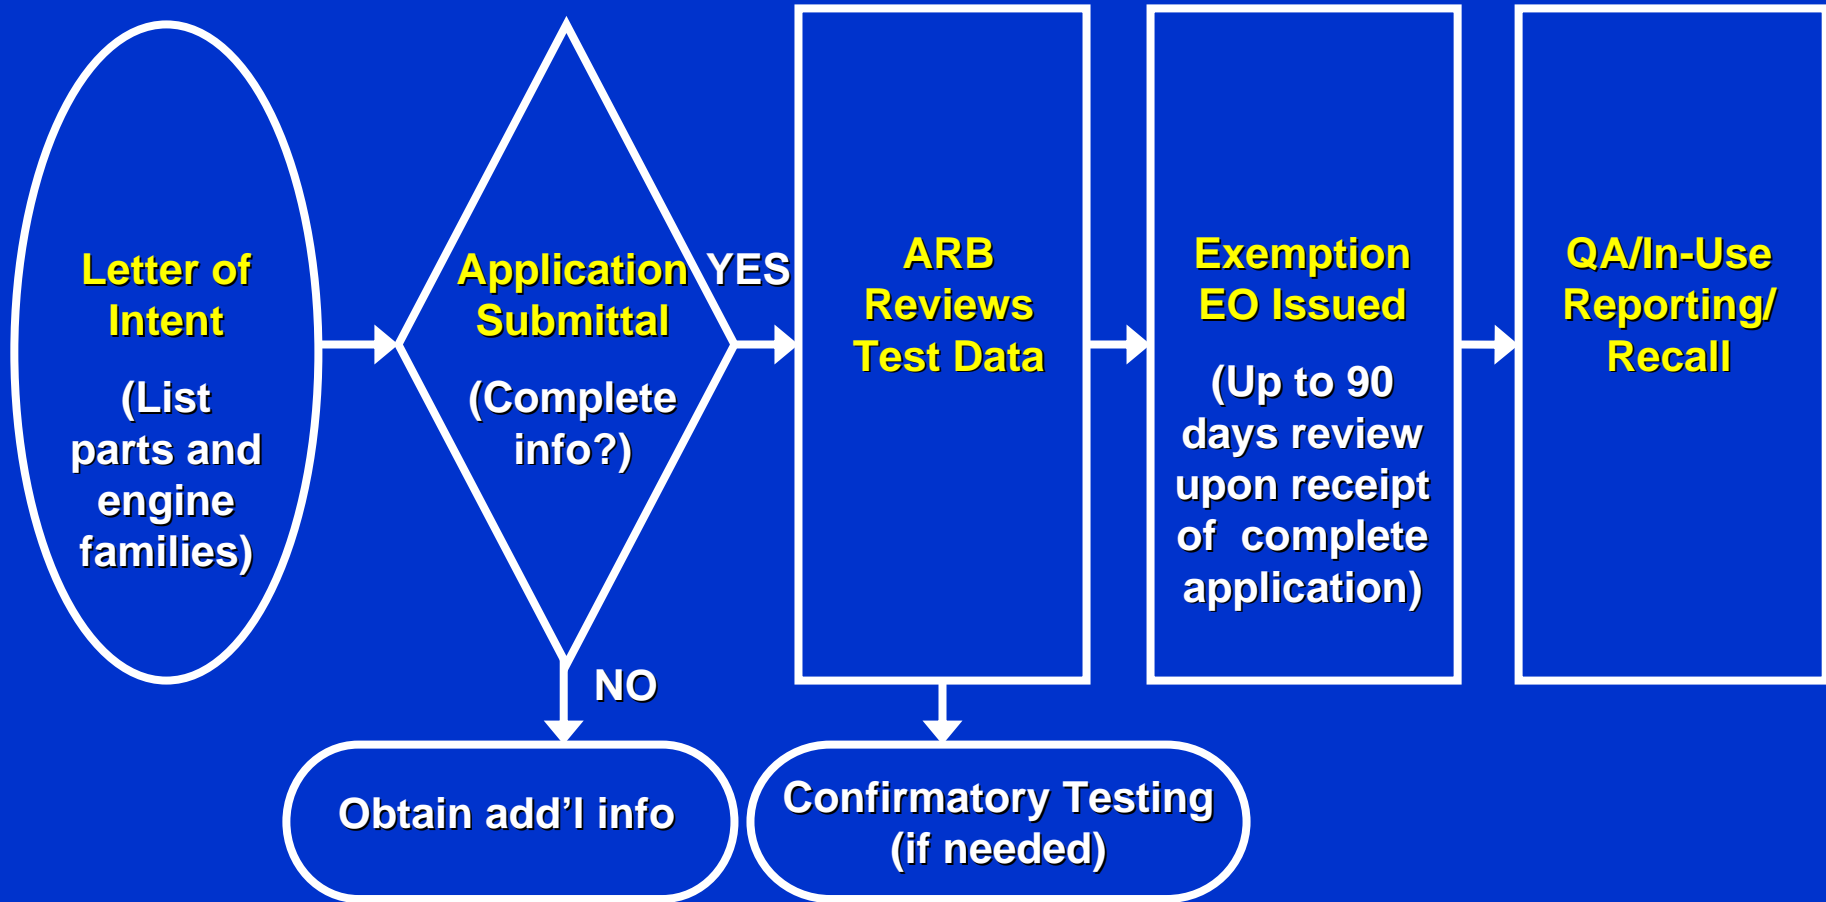 Letter of
Intent
(List
parts and
engine
families)
Application
Submittal
(Complete
info?)
YES
NO
Obtain add'l info
ARB
Reviews
Test Data
Confirmatory Testing
(if needed)
Exemption
EO Issued
(Up to 90
days review
upon receipt
of complete
application)
QA/In-Use
Reporting/
Recall